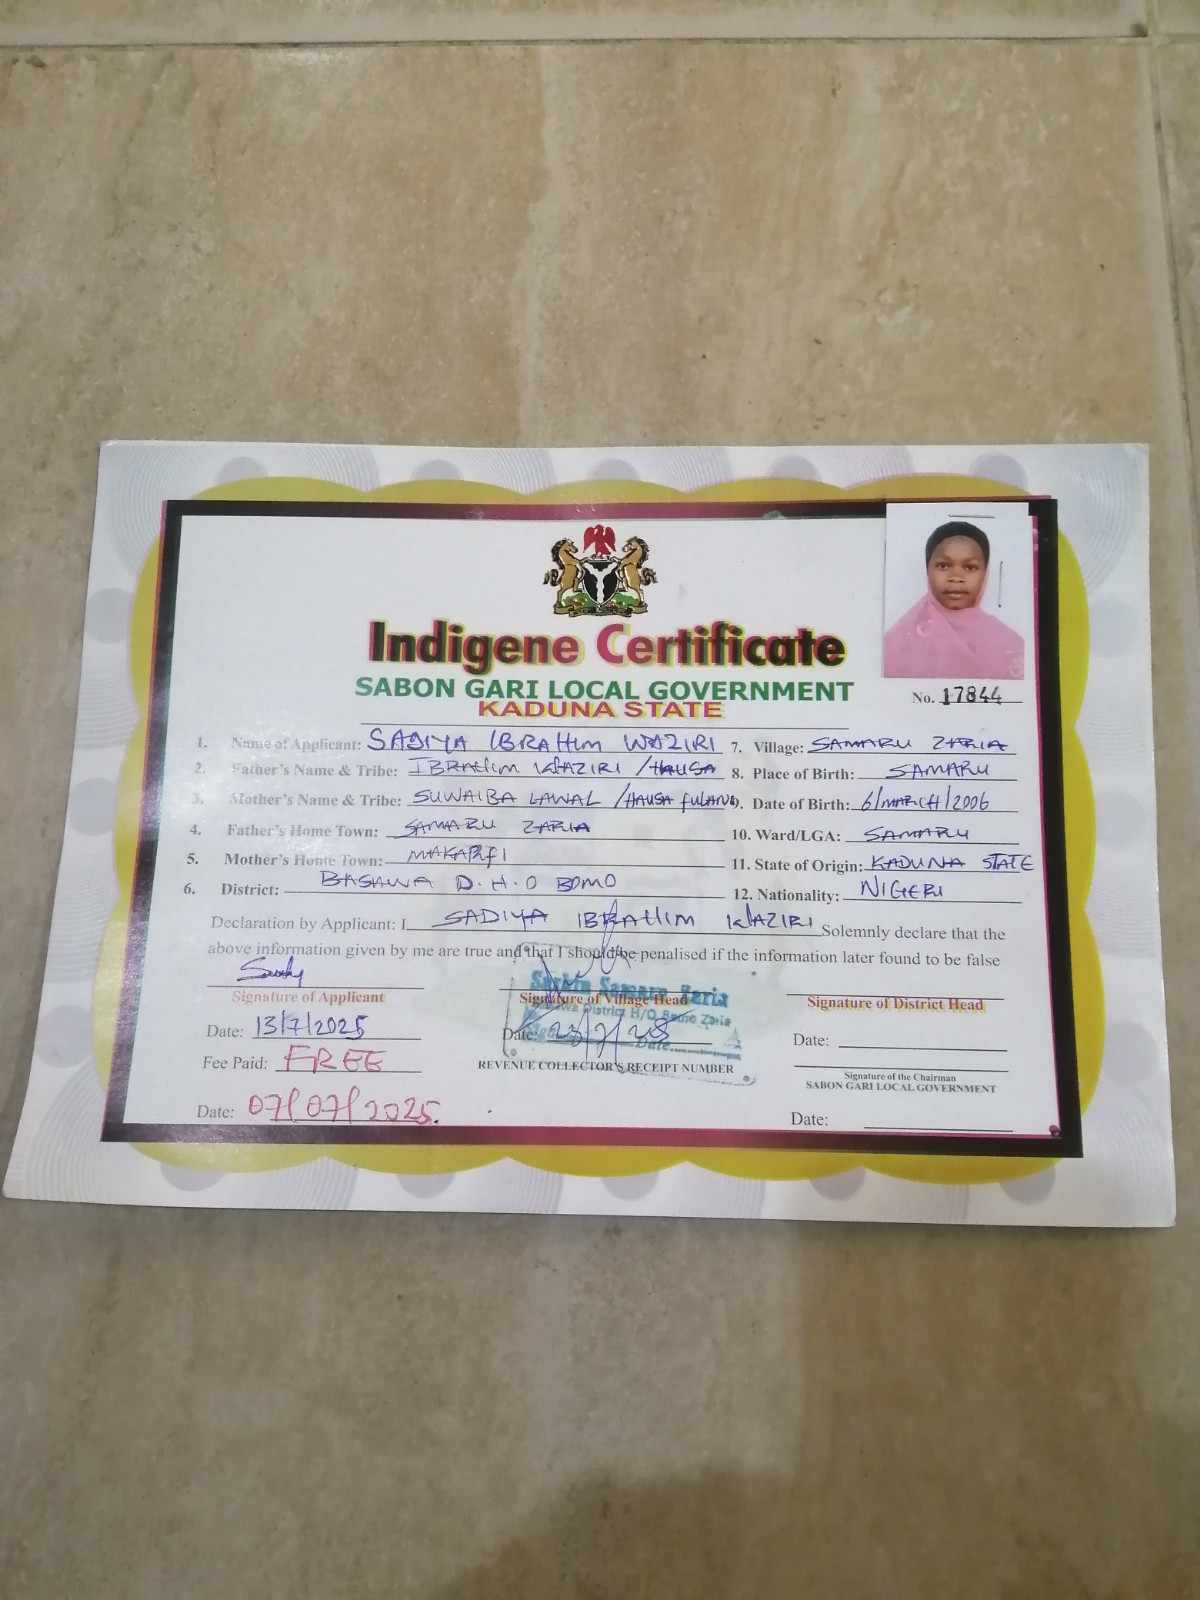 Indigene Certificate
SABON GARI LOCAL GOVERNMENT
KADUNA STATE
No. 17844
1. Name of Applicant: SADIYA IBRAHIM WAZIRI
2. Father's Name & Tribe: IBRAHIM WAZIRI / HAUSA
3. Mother's Name & Tribe: SUWAIBA LAWAL / HAUSA FULANI
4. Father's Home Town: SAMARU ZARIA
5. Mother's Home Town: MAKARFI
6. District: BASAWA D.H.O BOMO
7. Village: SAMARU ZARIA
8. Place of Birth: SAMARU
9. Date of Birth: 6/MARCH/2006
10. Ward/LGA: SAMARU
11. State of Origin: KADUNA STATE
12. Nationality: NIGERI
Declaration by Applicant: I SADIYA IBRAHIM WAZIRI Solemnly declare that the
above information given by me are true and that I should be penalised if the information later found to be false
Signature of Applicant
Date: 13/7/2025
Fee Paid: FREE
Date: 07/07/2025.
Samaru Zaria
Signature of Village Head
District H/O Bomo Zaria
Date:
Date
REVENUE COLLECTOR'S RECEIPT NUMBER
Signature of District Head
Date:
Signature of the Chairman
SABON GARI LOCAL GOVERNMENT
Date: